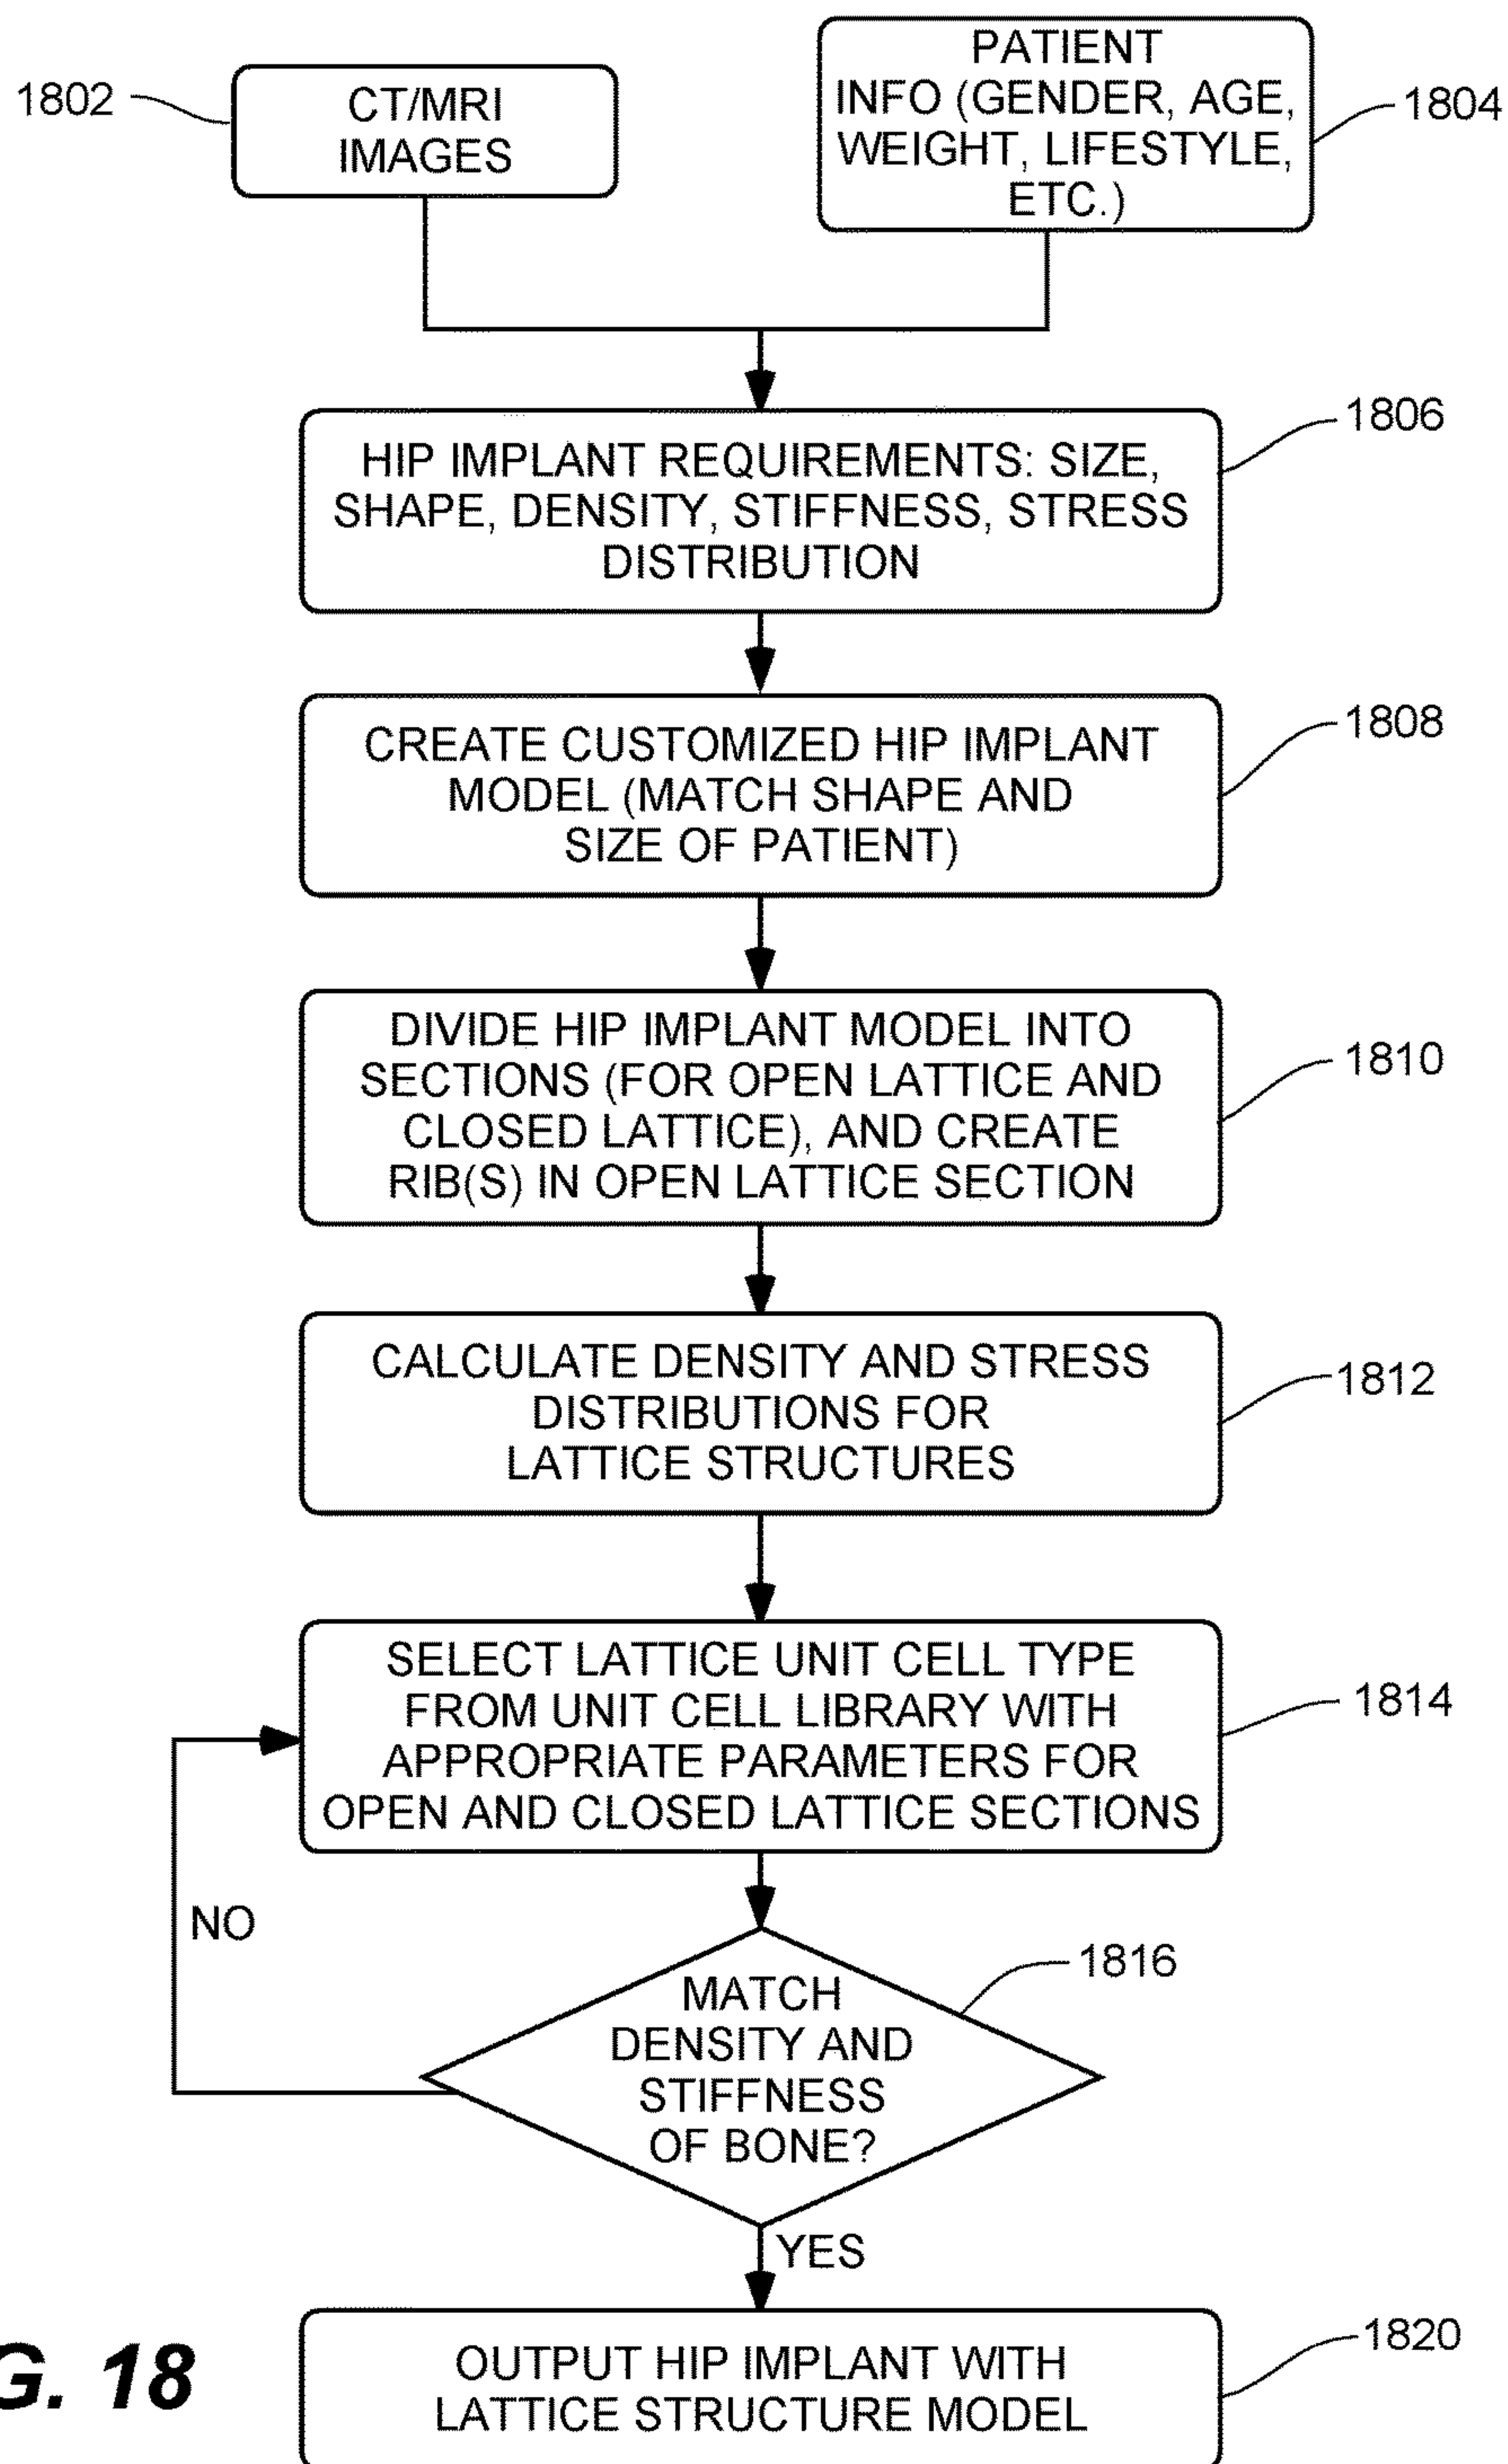 1802
CT/MRI
IMAGES
PATIENT
INFO (GENDER, AGE,
WEIGHT, LIFESTYLE,
ETC.)
1804
1806
HIP IMPLANT REQUIREMENTS: SIZE,
SHAPE, DENSITY, STIFFNESS, STRESS
DISTRIBUTION
1808
CREATE CUSTOMIZED HIP IMPLANT
MODEL (MATCH SHAPE AND
SIZE OF PATIENT)
1810
DIVIDE HIP IMPLANT MODEL INTO
SECTIONS (FOR OPEN LATTICE AND
CLOSED LATTICE), AND CREATE
RIB(S) IN OPEN LATTICE SECTION
1812
CALCULATE DENSITY AND STRESS
DISTRIBUTIONS FOR
LATTICE STRUCTURES
1814
SELECT LATTICE UNIT CELL TYPE
FROM UNIT CELL LIBRARY WITH
APPROPRIATE PARAMETERS FOR
OPEN AND CLOSED LATTICE SECTIONS
NO
1816
MATCH
DENSITY AND
STIFFNESS
OF BONE?
YES
1820
OUTPUT HIP IMPLANT WITH
LATTICE STRUCTURE MODEL
G. 18